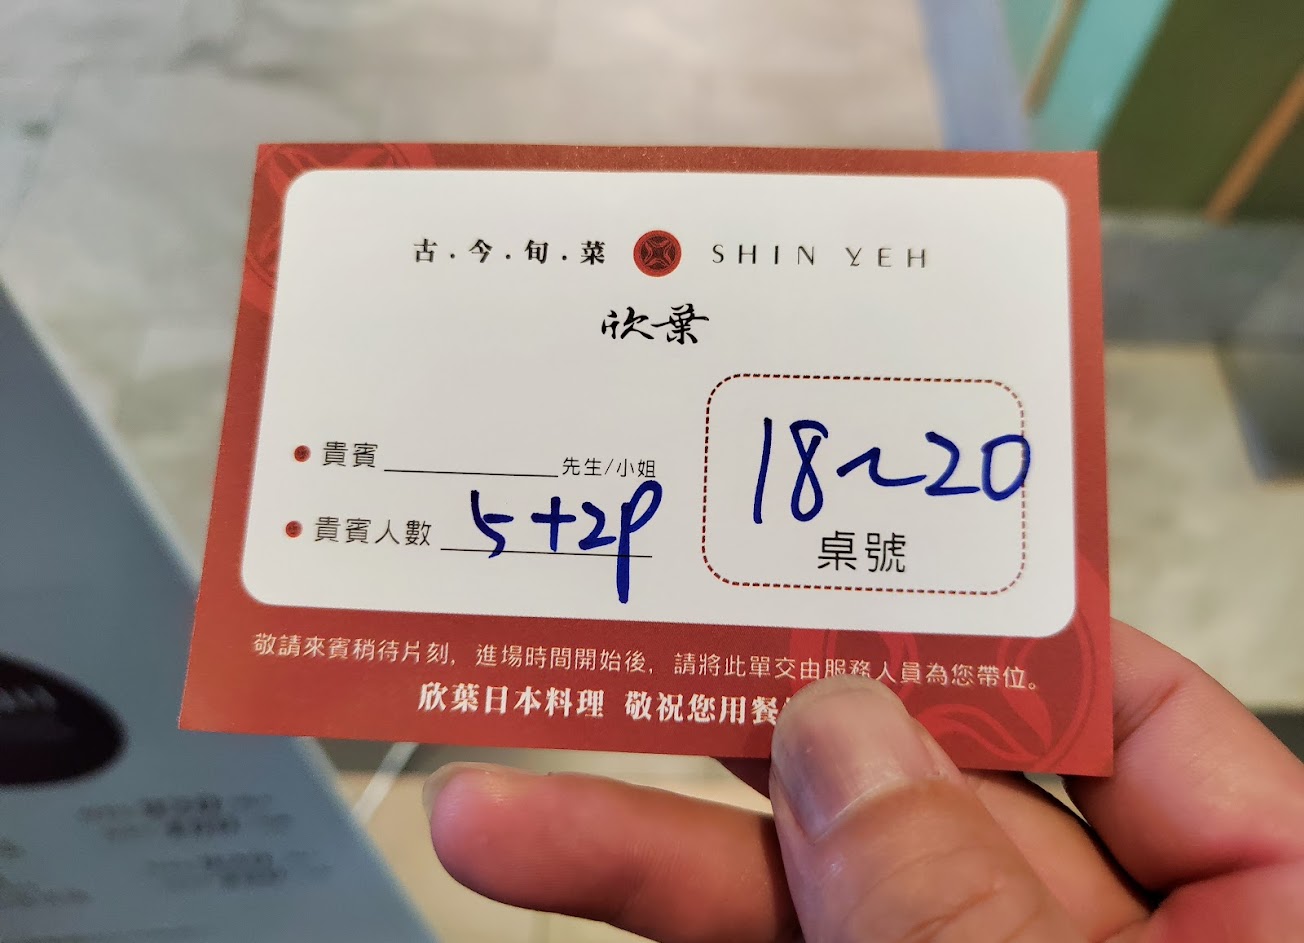 古.今.旬.菜 SHIN YEH
欣葉
貴賓 先生/小姐
貴賓人數 5+2p
18~20
桌號
敬請來賓稍待片刻,進場時間開始後,請將此單交由服務人員為您帶位。
欣葉日本料理 敬祝您用餐